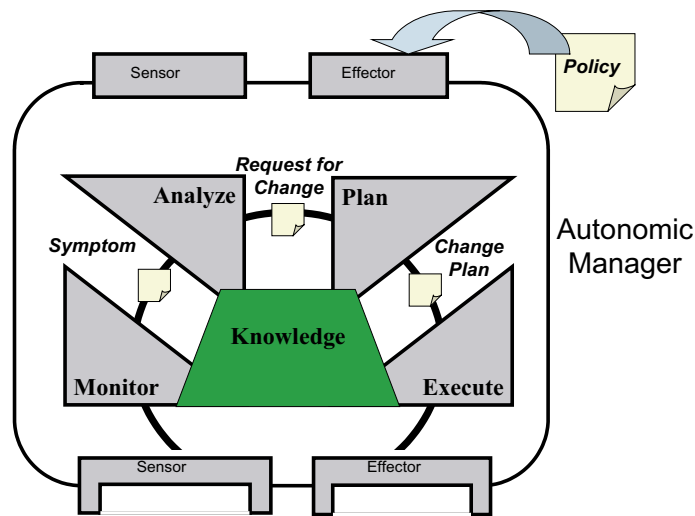 Sensor
Effector
Policy
Request for
Change
Analyze
Plan
Symptom
Change
Plan
Autonomic
Manager
Knowledge
Monitor
Execute
Sensor
Effector